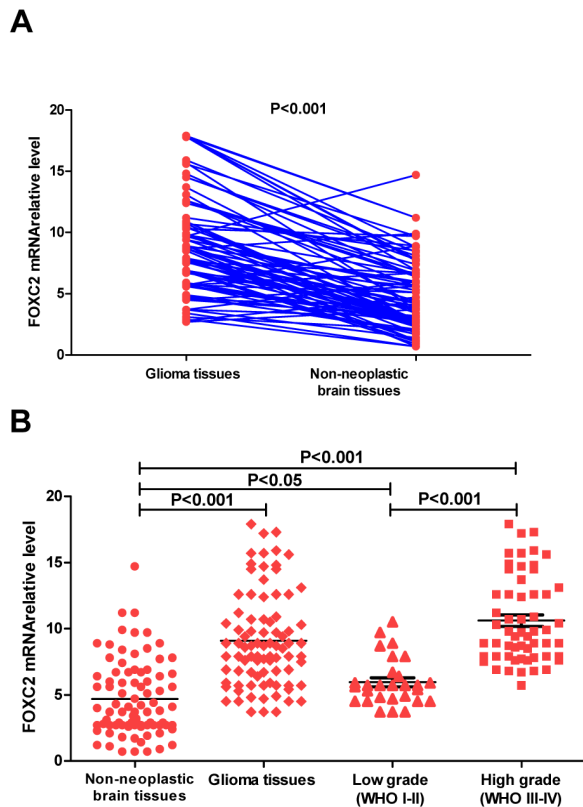 A
P<0.001
20
15
10
5
0
FOXC2 mRNArelative level
Glioma tissues
Non-neoplastic
brain tissues
B
P<0.001
P<0.05
P<0.001
P<0.001
20
15
10
5
0
FOXC2 mRNArelative level
Non-neoplastic
brain tissues
Glioma tissues
Low grade
(WHO I-II)
High grade
(WHO III-IV)